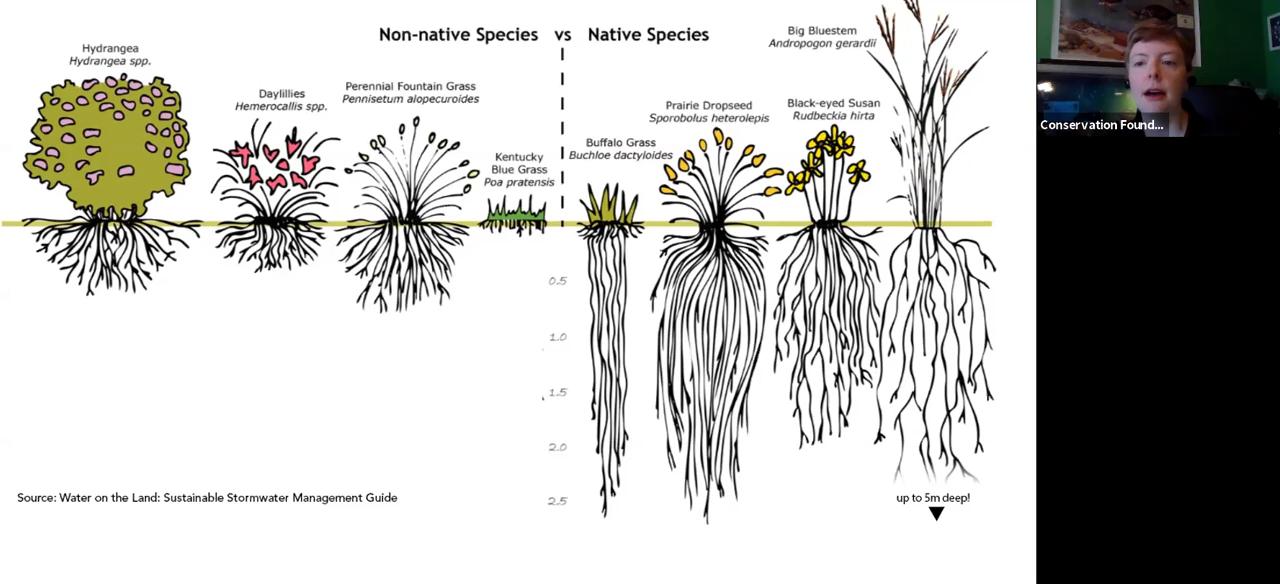 Non-native Species vs Native Species
Hydrangea
Hydrangea spp.
Daylillies
Hemerocallis spp.
Perennial Fountain Grass
Pennisetum alopecuroides
Kentucky
Blue Grass
Poa pratensis
Buffalo Grass
Buchloe dactyloides
Prairie Dropseed
Sporobolus heterolepis
Black-eyed Susan
Rudbeckia hirta
Big Bluestem
Andropogon gerardii
Conservation Found...
0.5
1.0
1.5
2.0
2.5
Source: Water on the Land: Sustainable Stormwater Management Guide
up to 5m deep!